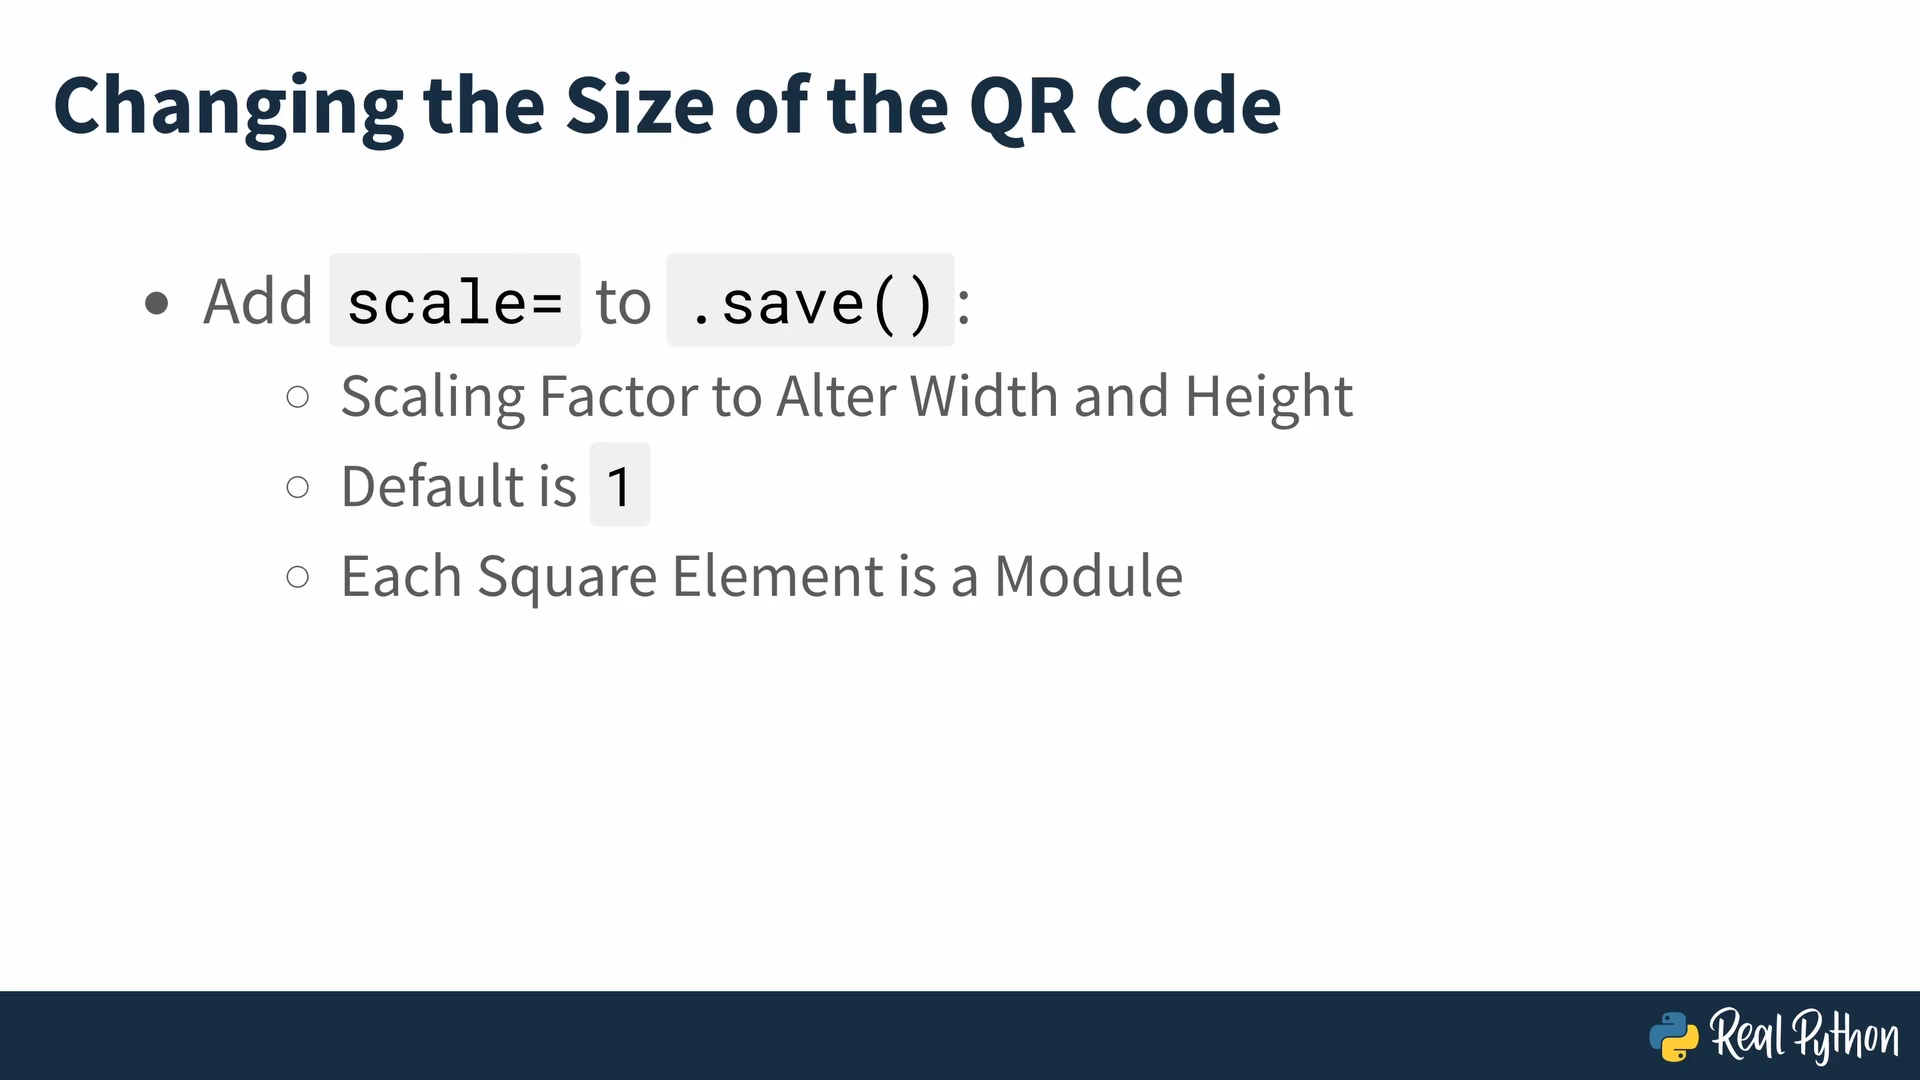 Changing the Size of the QR Code
• Add scale= to .save():
○ Scaling Factor to Alter Width and Height
○ Default is 1
○ Each Square Element is a Module
Real Python